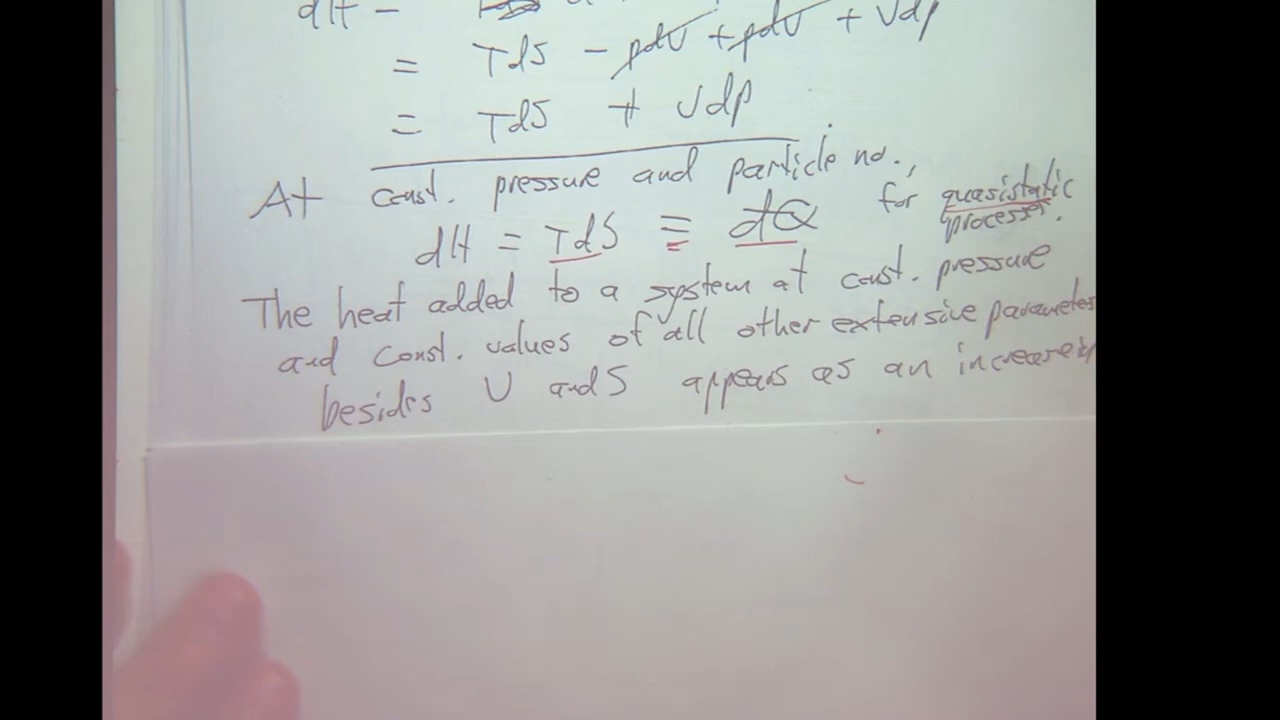 dH =
= TdS - pdV + pdV + Vdp
= TdS + Vdp
At const. pressure and particle no.,
dH = TdS ≡ đQ for quasistatic processes.
The heat added to a system at const. pressure
and const. values of all other extensive parameter
besides U and S appears as an increase